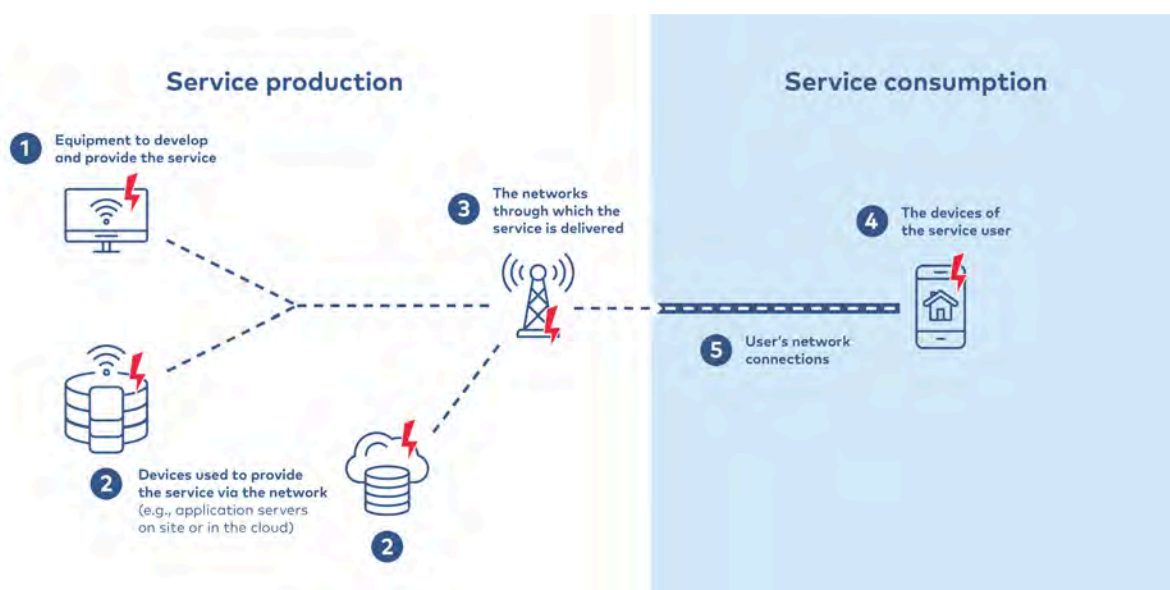 Service production
Service consumption
1
Equipment to develop
and provide the service
3
The networks
through which the
service is delivered
4
The devices of
the service user
5
User's network
connections
2
Devices used to provide
the service via the network
(e.g., application servers
on site or in the cloud)
2